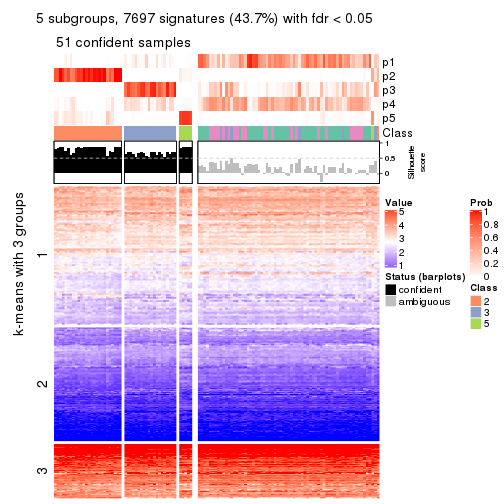 5 subgroups, 7697 signatures (43.7%) with fdr < 0.05
51 confident samples
p1
p2
p3
p4
p5
Class
1
0.5
0
Silhouette
score
k-means with 3 groups
1
2
3
Value
5
4
3
2
1
Status (barplots)
confident
ambiguous
Prob
1
0.8
0.6
0.4
0.2
0
Class
2
3
5